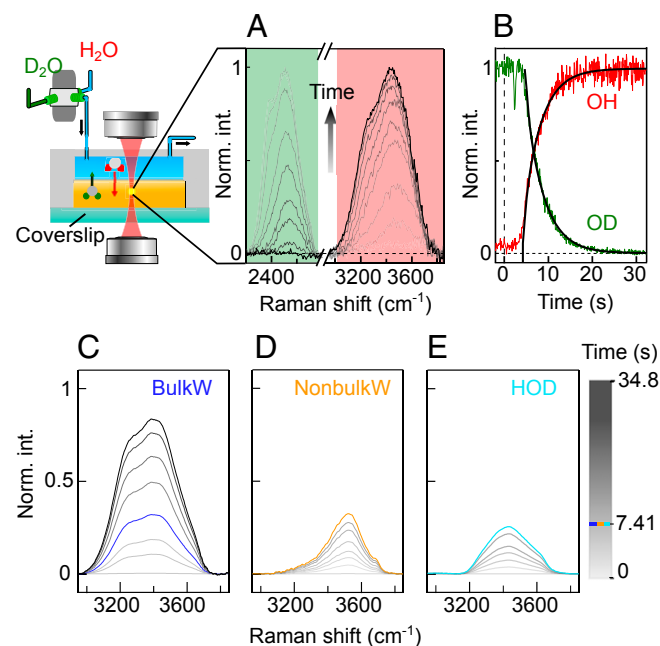 A
B
H₂O
D₂O
Coverslip
Norm. int.
1
0
Time
2400
3000
3600
Raman shift (cm⁻¹)
Norm. int.
1
0
OH
OD
0
10
20
30
Time (s)
C
D
E
Time (s)
BulkW
NonbulkW
HOD
34.8
7.41
0
Norm. int.
1
0.5
0
3200
3600
3200
3600
3200
3600
Raman shift (cm⁻¹)